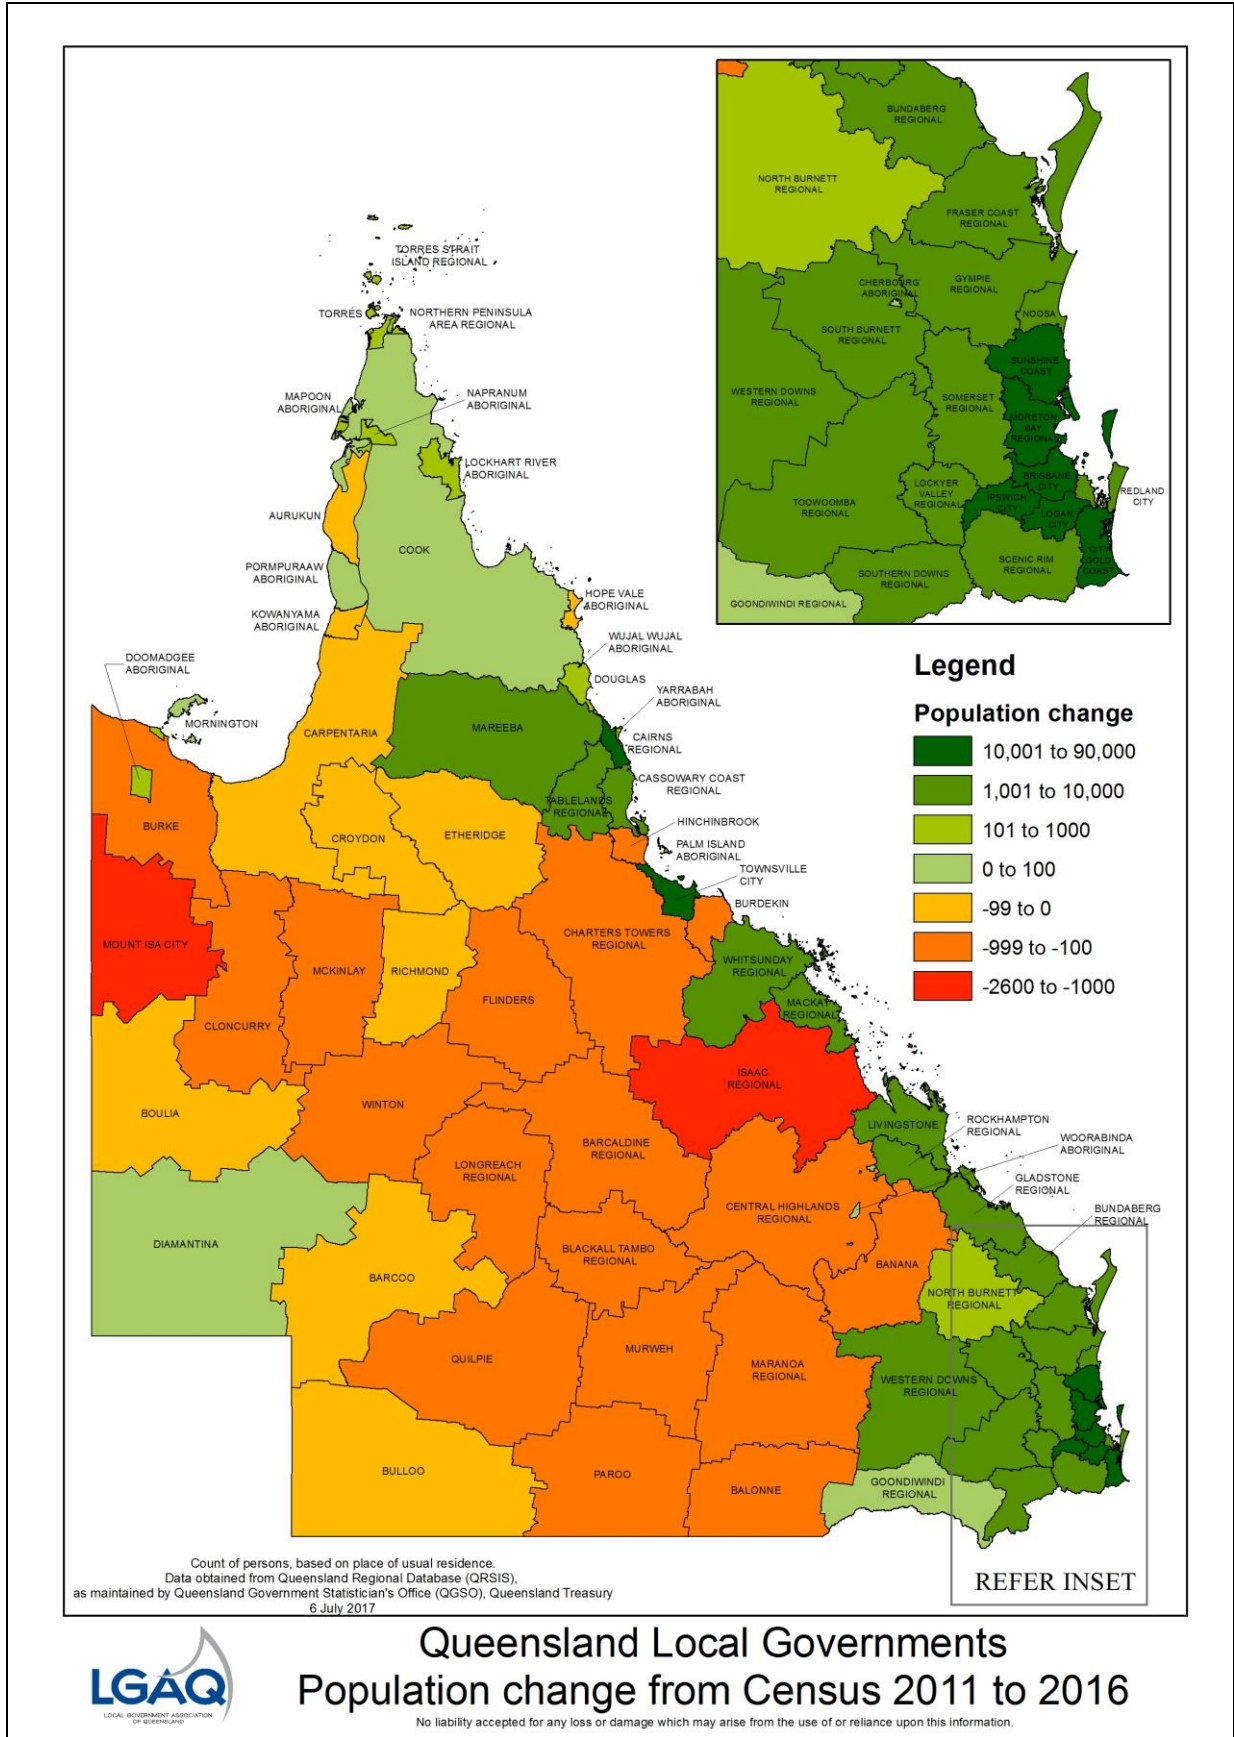 BUNDABERG
REGIONAL
NORTH BURNETT
REGIONAL
FRASER COAST
REGIONAL
CHERBOURG
ABORIGINAL
GYMPIE
REGIONAL
NOOSA
SOUTH BURNETT
REGIONAL
SUNSHINE
COAST
WESTERN DOWNS
REGIONAL
SOMERSET
REGIONAL
MORETON
BAY
REGIONAL
BRISBANE
CITY
LOCKYER
VALLEY
REGIONAL
IPSWICH
CITY
REDLAND
CITY
TOOWOOMBA
REGIONAL
LOGAN
CITY
CITY
GOLD
COAST
SCENIC RIM
REGIONAL
SOUTHERN DOWNS
REGIONAL
GOONDIWINDI REGIONAL
TORRES STRAIT
ISLAND REGIONAL
TORRES
NORTHERN PENINSULA
AREA REGIONAL
MAPOON
ABORIGINAL
NAPRANUM
ABORIGINAL
LOCKHART RIVER
ABORIGINAL
AURUKUN
COOK
PORMPURAAW
ABORIGINAL
HOPE VALE
ABORIGINAL
KOWANYAMA
ABORIGINAL
WUJAL WUJAL
ABORIGINAL
DOOMADGEE
ABORIGINAL
DOUGLAS
YARRABAH
ABORIGINAL
MORNINGTON
CARPENTARIA
MAREEBA
CAIRNS
REGIONAL
CASSOWARY COAST
REGIONAL
TABLELANDS
REGIONAL
HINCHINBROOK
BURKE
CROYDON
ETHERIDGE
PALM ISLAND
ABORIGINAL
TOWNSVILLE
CITY
BURDEKIN
MOUNT ISA CITY
CHARTERS TOWERS
REGIONAL
MCKINLAY
RICHMOND
WHITSUNDAY
REGIONAL
FLINDERS
MACKAY
REGIONAL
CLONCURRY
ISAAC
REGIONAL
BOULIA
WINTON
LIVINGSTONE
ROCKHAMPTON
REGIONAL
WOORABINDA
ABORIGINAL
BARCALDINE
REGIONAL
LONGREACH
REGIONAL
GLADSTONE
REGIONAL
CENTRAL HIGHLANDS
REGIONAL
BUNDABERG
REGIONAL
DIAMANTINA
BLACKALL TAMBO
REGIONAL
BANANA
BARCOO
NORTH BURNETT
REGIONAL
QUILPIE
MURWEH
MARANOA
REGIONAL
WESTERN DOWNS
REGIONAL
BULLOO
PAROO
BALONNE
GOONDIWINDI
REGIONAL
REFER INSET
Legend
Population change
10,001 to 90,000
1,001 to 10,000
101 to 1000
0 to 100
-99 to 0
-999 to -100
-2600 to -1000
Count of persons, based on place of usual residence.
Data obtained from Queensland Regional Database (QRSIS),
as maintained by Queensland Government Statistician's Office (QGSO), Queensland Treasury
6 July 2017
LGAQ
LOCAL GOVERNMENT ASSOCIATION
OF QUEENSLAND
Queensland Local Governments
Population change from Census 2011 to 2016
No liability accepted for any loss or damage which may arise from the use of or reliance upon this information.